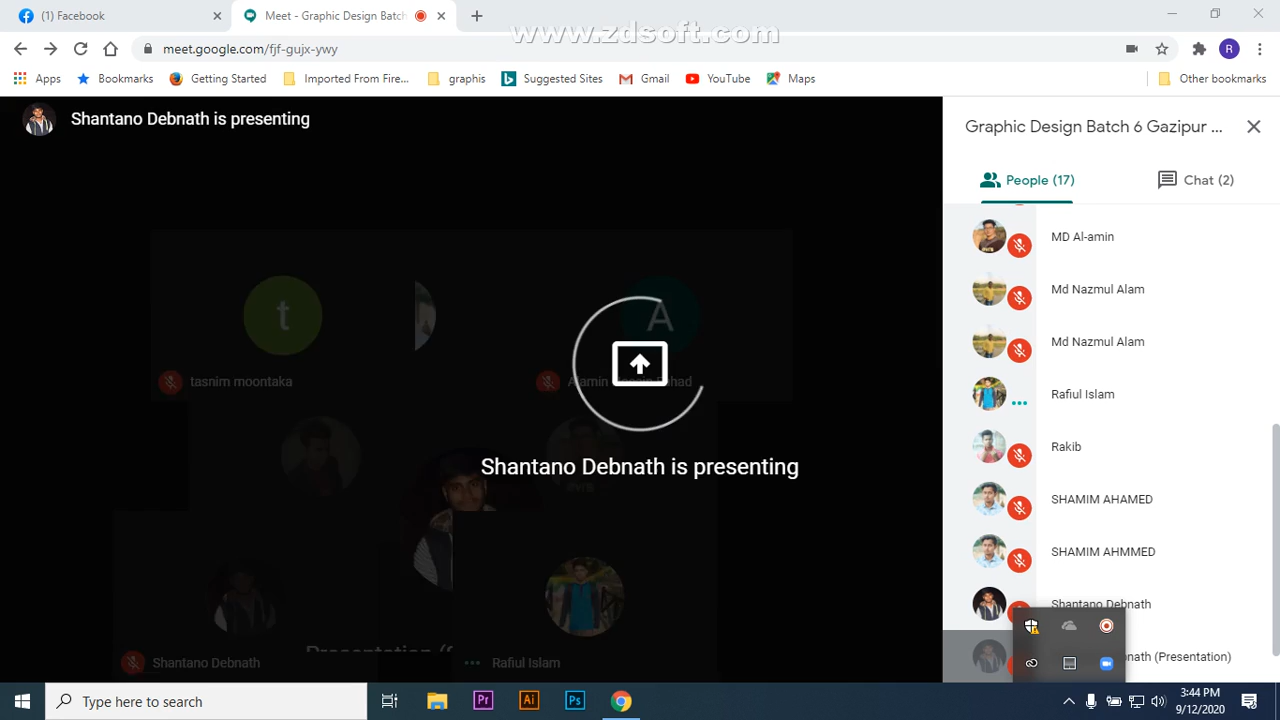 (1) Facebook
Meet - Graphic Design Batch
www.zdsoft.com
meet.google.com/fjf-gujx-ywy
R
Apps
Bookmarks
Getting Started
Imported From Fire...
graphis
Suggested Sites
Gmail
YouTube
Maps
Other bookmarks
Shantano Debnath is presenting
Graphic Design Batch 6 Gazipur ...
People (17)
Chat (2)
MD Al-amin
Md Nazmul Alam
Md Nazmul Alam
Rafiul Islam
Rakib
SHAMIM AHAMED
SHAMIM AHMMED
Shantano Debnath
(Presentation)
t
A
tasnim moontaka
Shantano Debnath is presenting
Shantano Debnath
Rafiul Islam
Type here to search
Pr
Ai
Ps
3:44 PM
9/12/2020